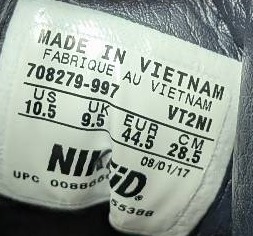 MADE IN VIETNAM
FABRIQUE AU VIETNAM
708279-997 VT2NI
US UK EUR CM
10.5 9.5 44.5 28.5
08/01/17
UPC